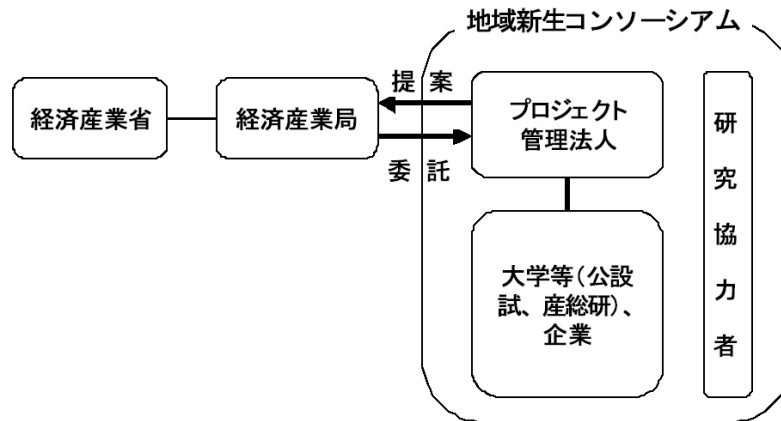 地域新生コンソーシアム
経済産業省
経済産業局
提案
委託
プロジェクト
管理法人
大学等(公設
試、産総研)、
企業
研
究
協
力
者